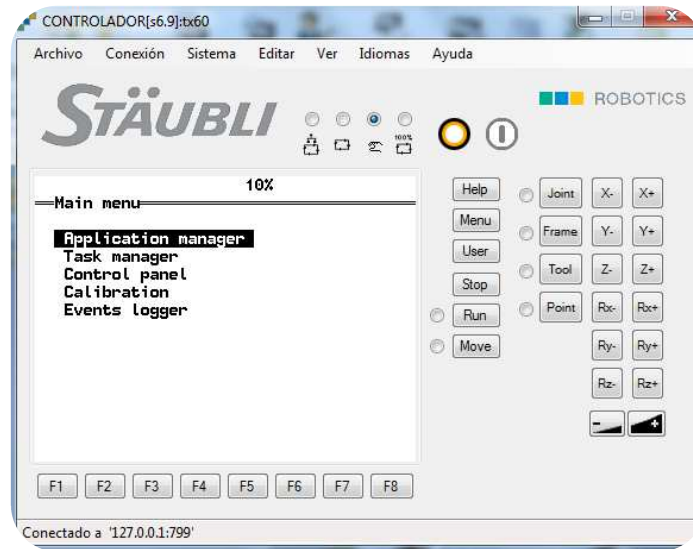 CONTROLADOR[s6.9]:tx60
Archivo Conexión Sistema Editar Ver Idiomas Ayuda
STÄUBLI
ROBOTICS
100%
10%
Main menu
Application manager
Task manager
Control panel
Calibration
Events logger
Help
Menu
User
Stop
Run
Move
Joint X- X+
Frame Y- Y+
Tool Z- Z+
Point Rx- Rx+
Ry- Ry+
Rz- Rz+
- +
F1 F2 F3 F4 F5 F6 F7 F8
Conectado a '127.0.0.1:799'